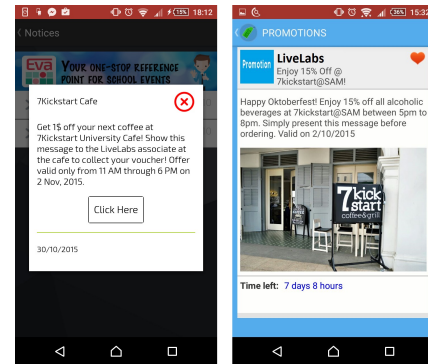 15% 18:12
Notices
Eva YOUR ONE-STOP REFERENCE
POINT FOR SCHOOL EVENTS
7Kickstart Cafe
Get 1$ off your next coffee at
7Kickstart University Cafe! Show this
message to the LiveLabs associate at
the cafe to collect your voucher! Offer
valid only from 11 AM through 6 PM on
2 Nov, 2015.
Click Here
30/10/2015
36% 15:32
PROMOTIONS
Promotion
LiveLabs
Enjoy 15% Off @
7kickstart@SAM!
Happy Oktoberfest! Enjoy 15% off all alcoholic
beverages at 7kickstart@SAM between 5pm to
8pm. Simply present this message before
ordering. Valid on 2/10/2015
7kick
start
coffee&grill
Time left: 7 days 8 hours